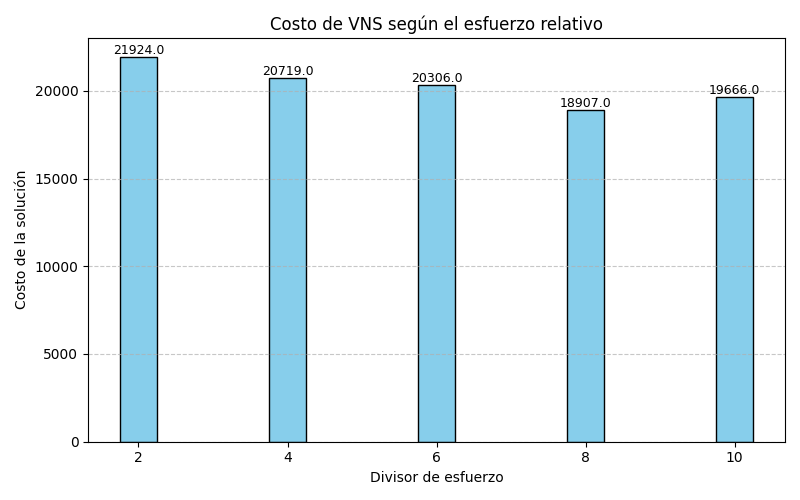 Costo de VNS según el esfuerzo relativo
21924.0
20719.0
20306.0
18907.0
19666.0
20000
15000
10000
5000
0
Costo de la solución
2 4 6 8 10
Divisor de esfuerzo